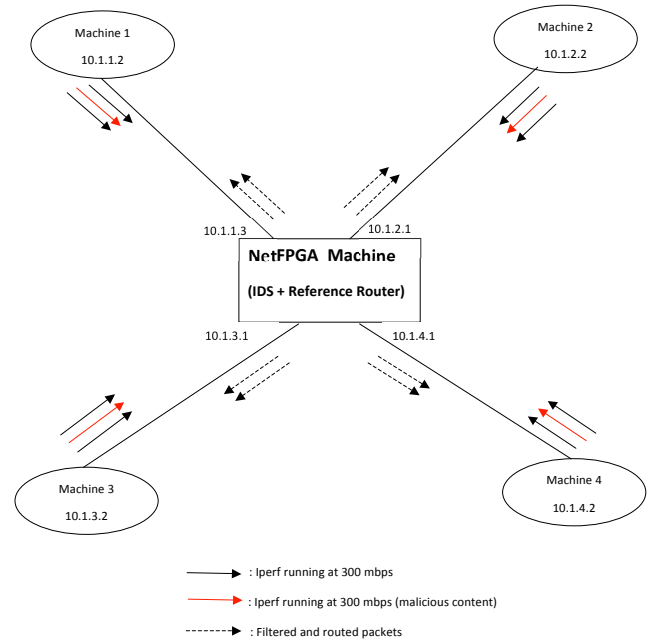 Machine 1
10.1.1.2
Machine 2
10.1.2.2
10.1.1.3
10.1.2.1
NetFPGA Machine
(IDS + Reference Router)
10.1.3.1
10.1.4.1
Machine 3
10.1.3.2
Machine 4
10.1.4.2
: Iperf running at 300 mbps
: Iperf running at 300 mbps (malicious content)
: Filtered and routed packets